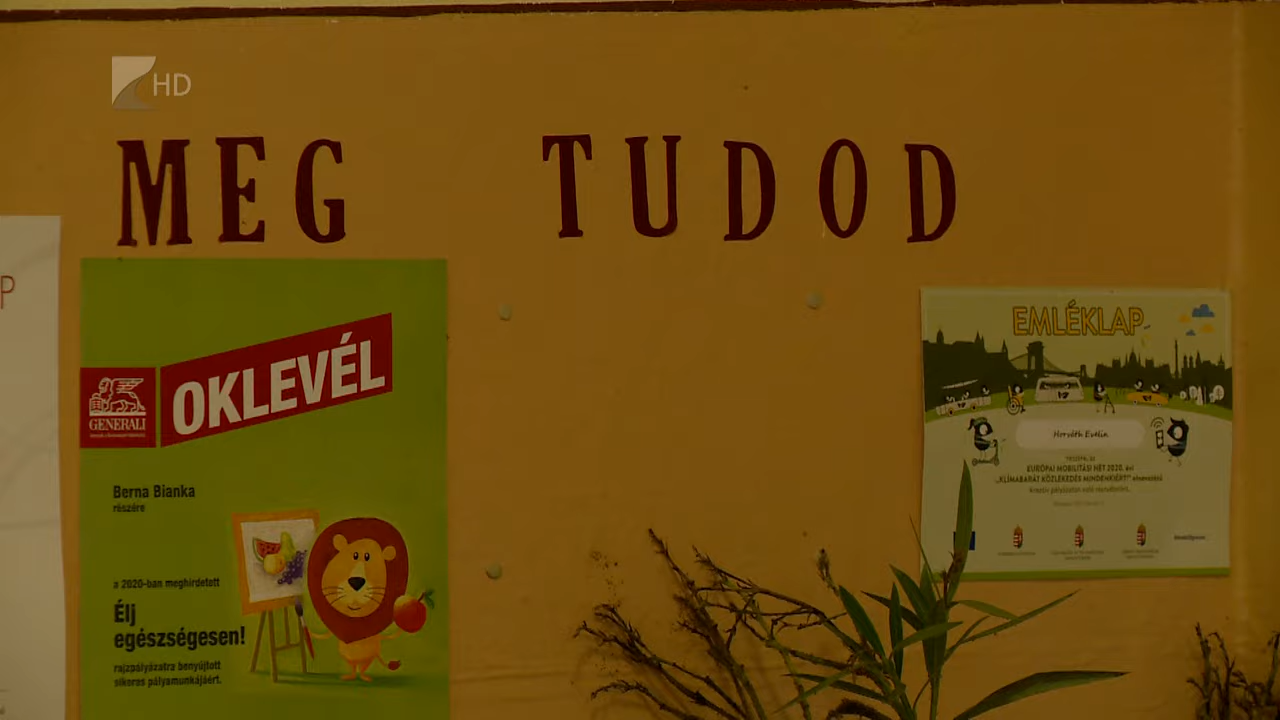 HD
MEG TUDOD
P
GENERALI
OKLEVÉL
Berna Bianka
részére
a 2020-ban meghirdetett
Élj
egészségesen!
rajzpályázatra benyújtott
sikeres pályamunkájáért.
EMLÉKLAP
Horváth Evelin
EURÓPAI MOBILITÁSI HÉT 2020. évi
„KLÍMABARÁT KÖZLEKEDÉS MINDENKIÉRT!" elnevezésű